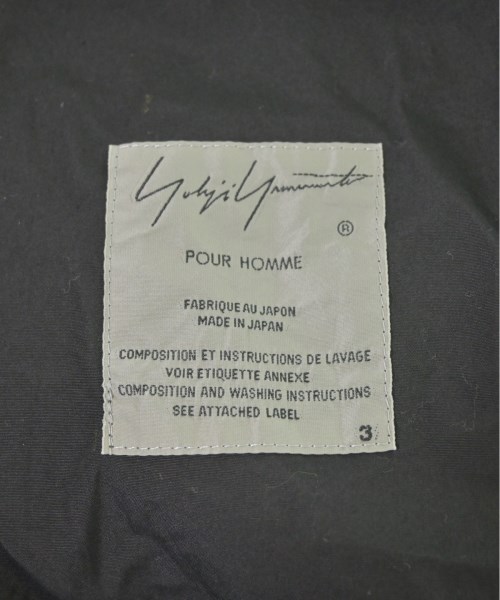 Yohji Yamamoto
®
POUR HOMME
FABRIQUE AU JAPON
MADE IN JAPAN
COMPOSITION ET INSTRUCTIONS DE LAVAGE
VOIR ETIQUETTE ANNEXE
COMPOSITION AND WASHING INSTRUCTIONS
SEE ATTACHED LABEL
3